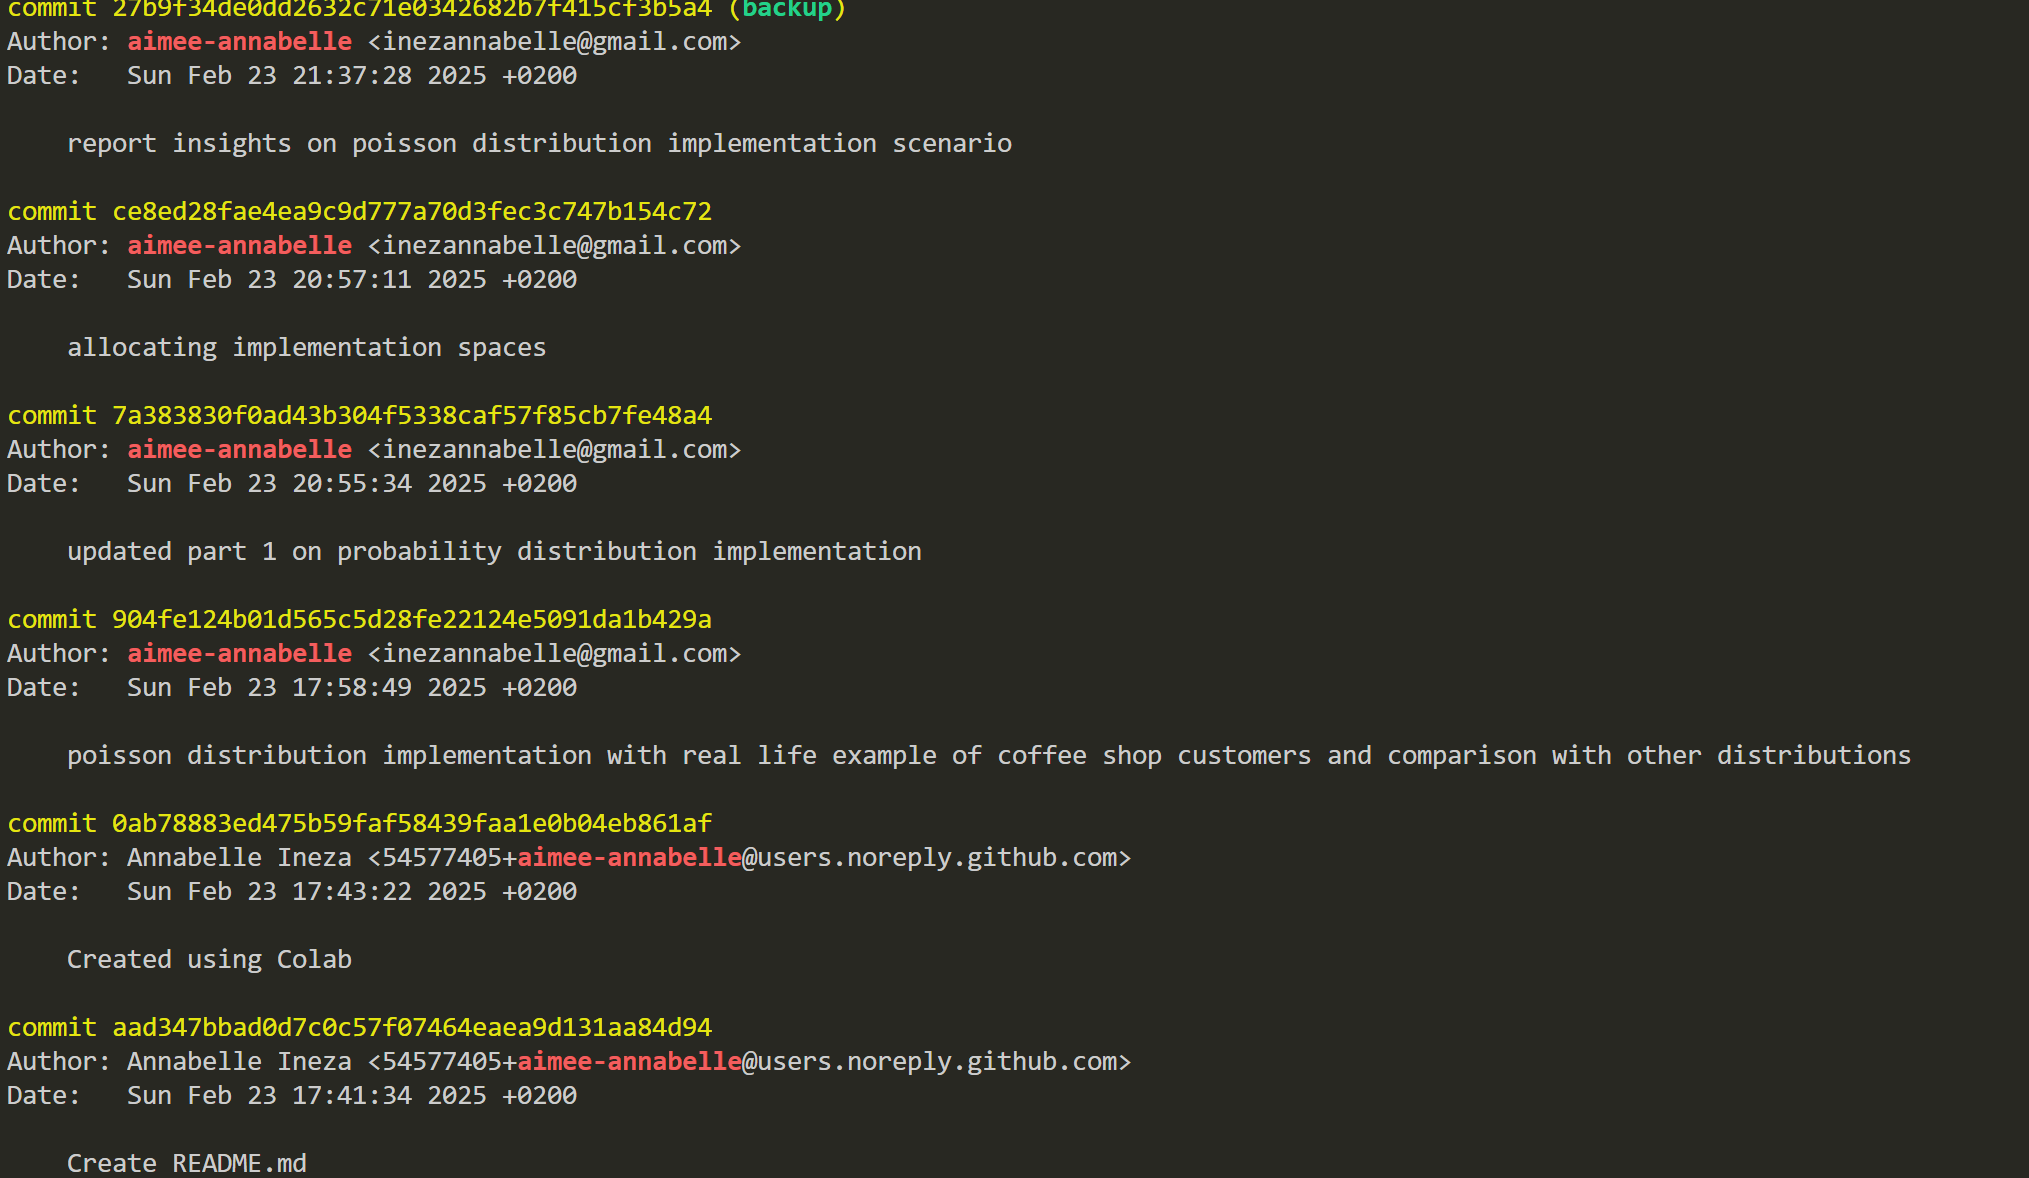 commit 27b9f34de0dd2632c71e0342682b7f415cf3b5a4 (backup)
Author: aimee-annabelle <inezannabelle@gmail.com>
Date:   Sun Feb 23 21:37:28 2025 +0200
report insights on poisson distribution implementation scenario
commit ce8ed28fae4ea9c9d777a70d3fec3c747b154c72
Author: aimee-annabelle <inezannabelle@gmail.com>
Date:   Sun Feb 23 20:57:11 2025 +0200
allocating implementation spaces
commit 7a383830f0ad43b304f5338caf57f85cb7fe48a4
Author: aimee-annabelle <inezannabelle@gmail.com>
Date:   Sun Feb 23 20:55:34 2025 +0200
updated part 1 on probability distribution implementation
commit 904fe124b01d565c5d28fe22124e5091da1b429a
Author: aimee-annabelle <inezannabelle@gmail.com>
Date:   Sun Feb 23 17:58:49 2025 +0200
poisson distribution implementation with real life example of coffee shop customers and comparison with other distributions
commit 0ab78883ed475b59faf58439faa1e0b04eb861af
Author: Annabelle Ineza <54577405+aimee-annabelle@users.noreply.github.com>
Date:   Sun Feb 23 17:43:22 2025 +0200
Created using Colab
commit aad347bbad0d7c0c57f07464eaea9d131aa84d94
Author: Annabelle Ineza <54577405+aimee-annabelle@users.noreply.github.com>
Date:   Sun Feb 23 17:41:34 2025 +0200
Create README.md